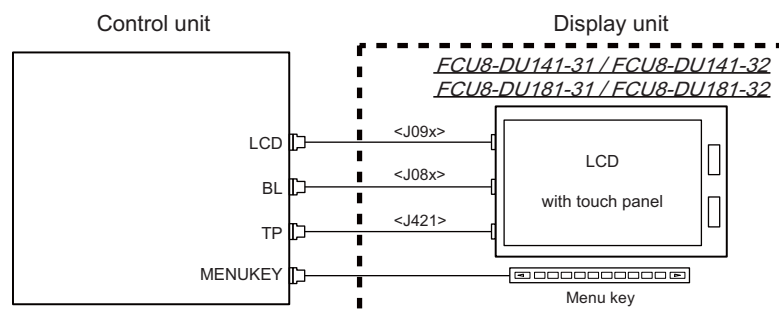 Control unit
Display unit
FCU8-DU141-31 / FCU8-DU141-32
FCU8-DU181-31 / FCU8-DU181-32
LCD
<J09x>
LCD
with touch panel
BL
<J08x>
TP
<J421>
MENUKEY
Menu key